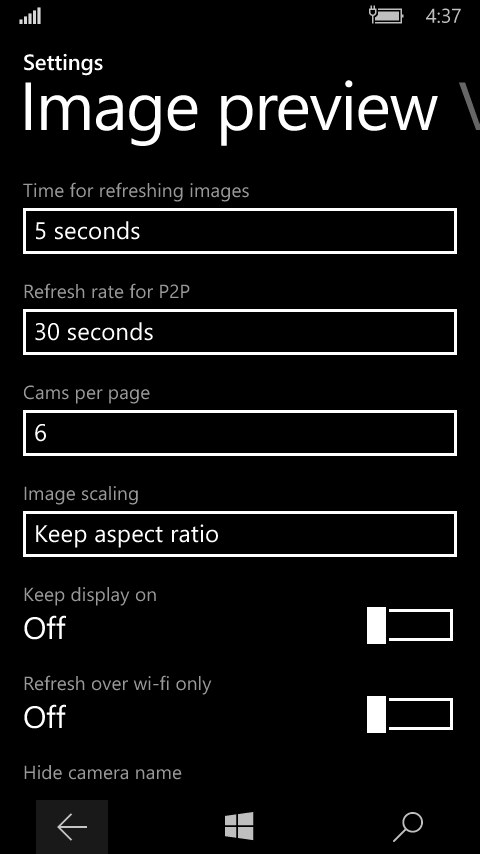 4:37
Settings
Image preview
Time for refreshing images
5 seconds
Refresh rate for P2P
30 seconds
Cams per page
6
Image scaling
Keep aspect ratio
Keep display on
Off
Refresh over wi-fi only
Off
Hide camera name